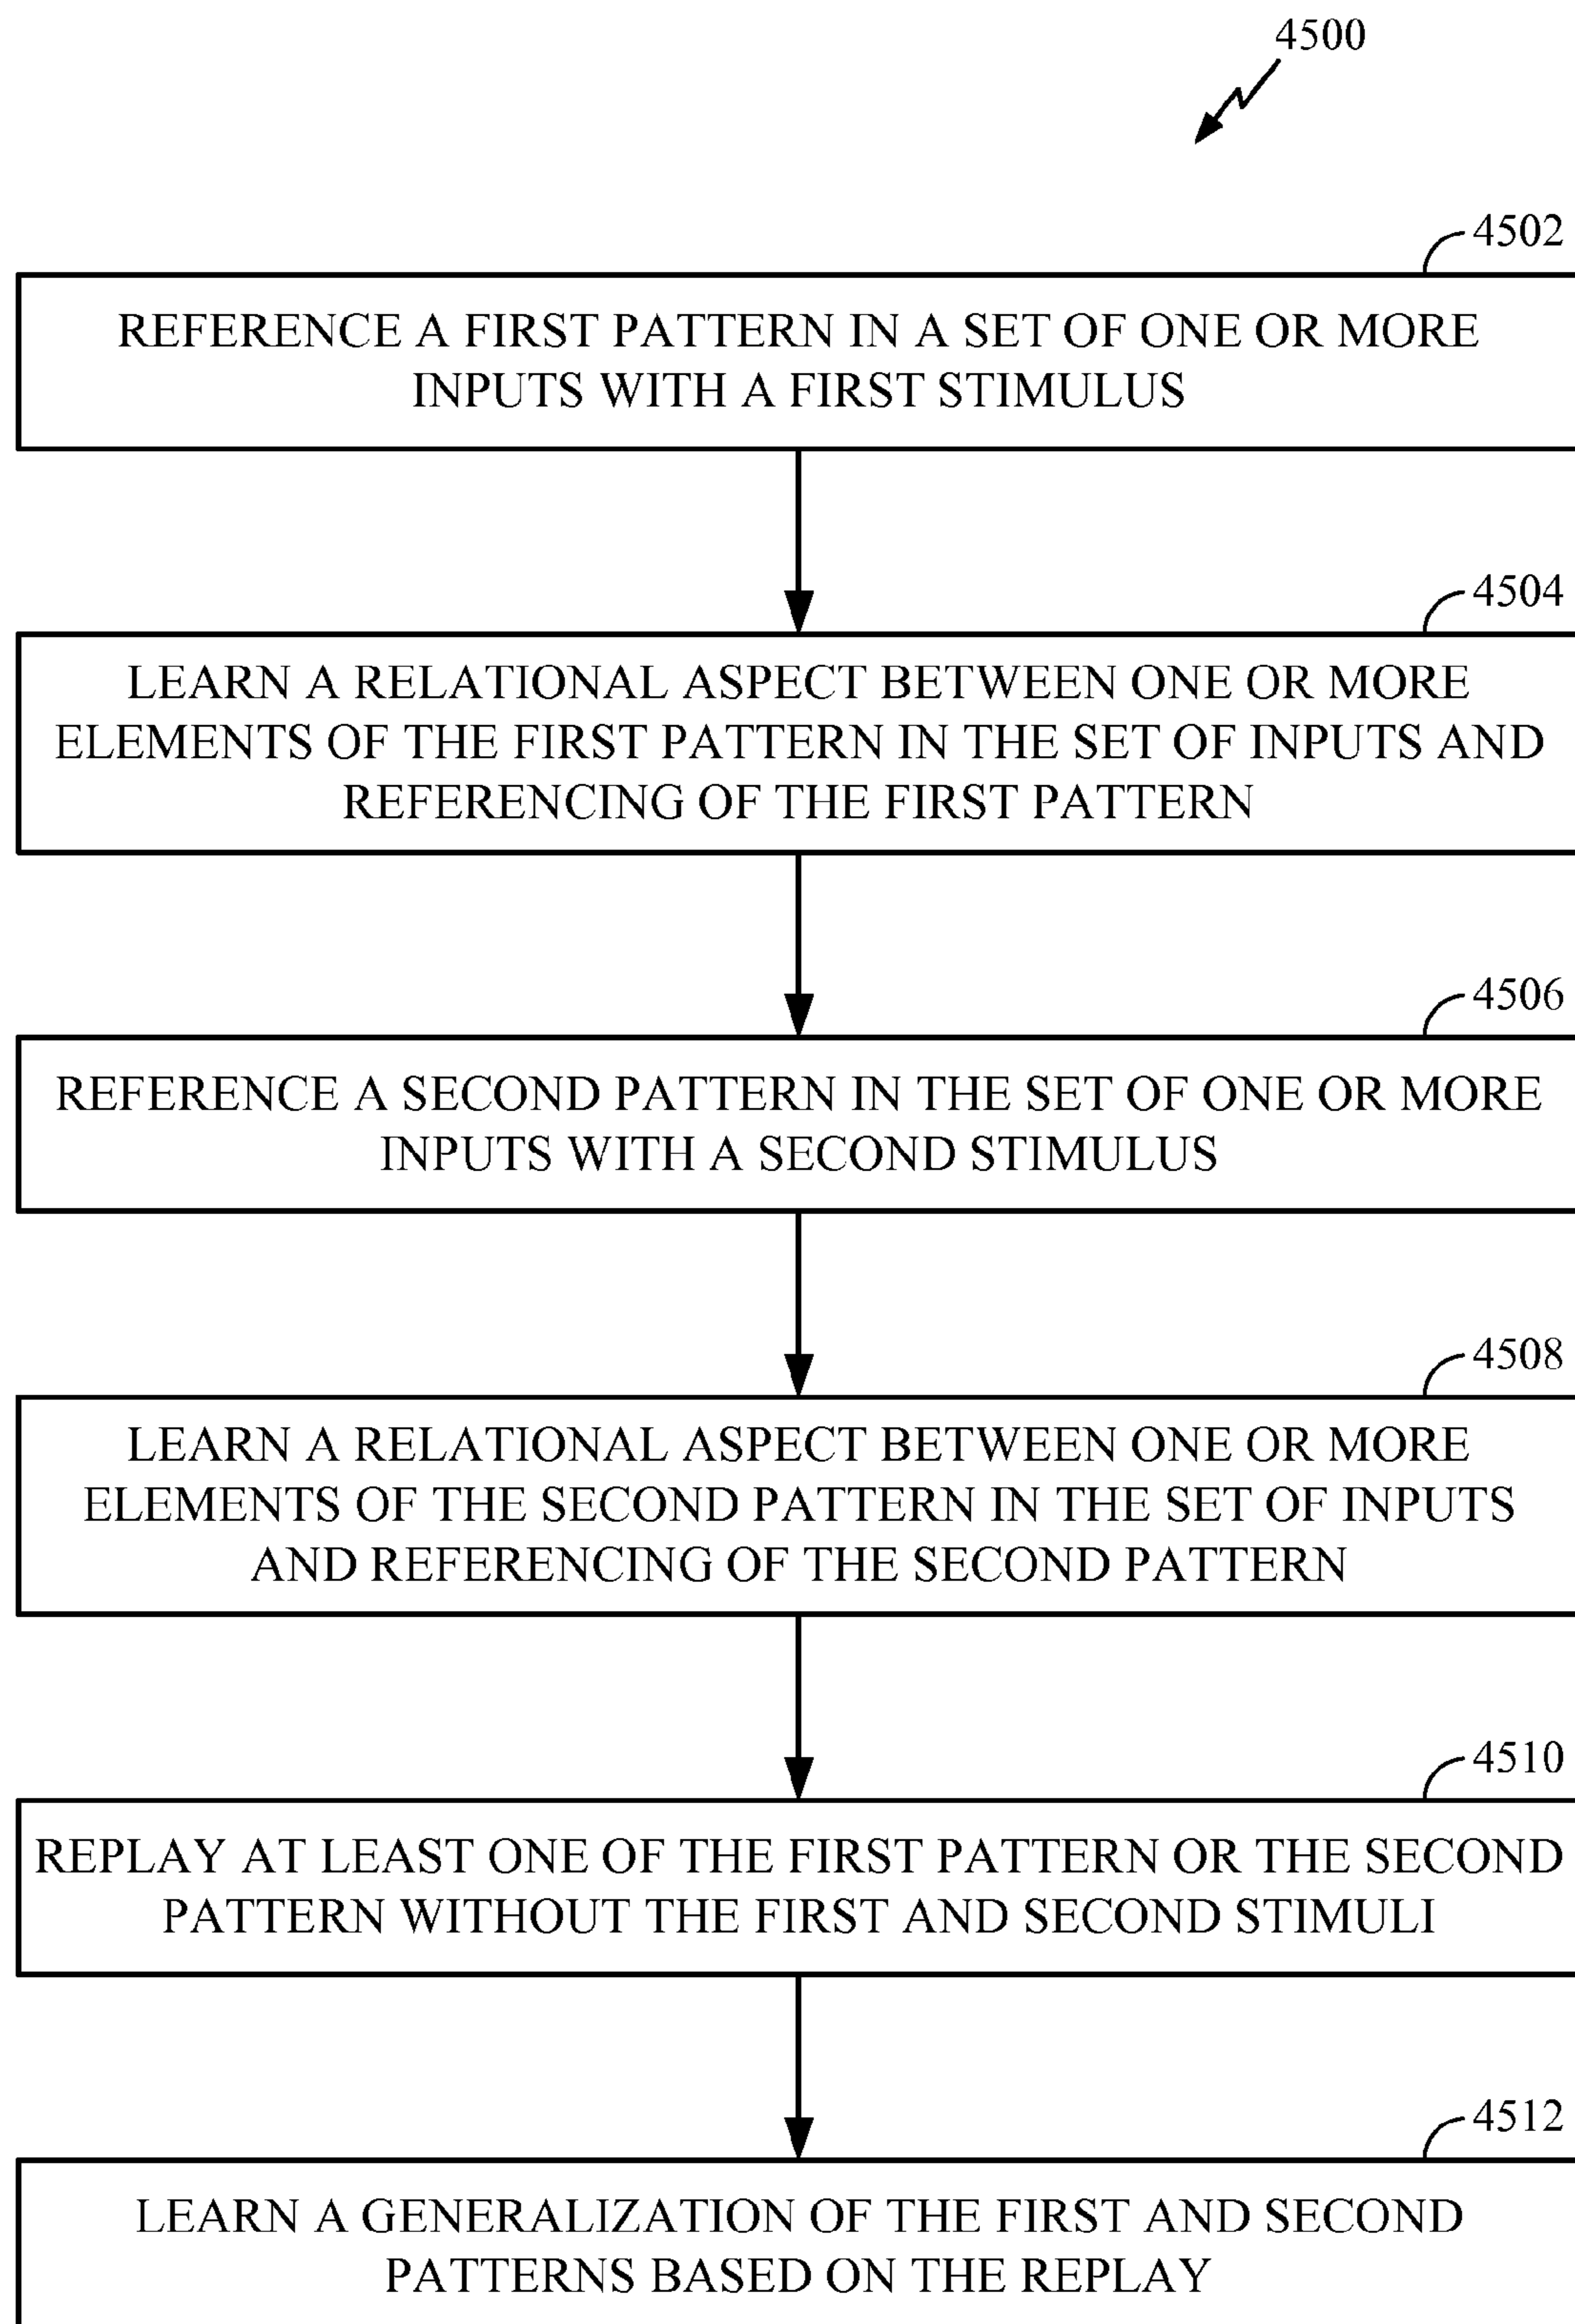 4500
4502
REFERENCE A FIRST PATTERN IN A SET OF ONE OR MORE
INPUTS WITH A FIRST STIMULUS
4504
LEARN A RELATIONAL ASPECT BETWEEN ONE OR MORE
ELEMENTS OF THE FIRST PATTERN IN THE SET OF INPUTS AND
REFERENCING OF THE FIRST PATTERN
4506
REFERENCE A SECOND PATTERN IN THE SET OF ONE OR MORE
INPUTS WITH A SECOND STIMULUS
4508
LEARN A RELATIONAL ASPECT BETWEEN ONE OR MORE
ELEMENTS OF THE SECOND PATTERN IN THE SET OF INPUTS
AND REFERENCING OF THE SECOND PATTERN
4510
REPLAY AT LEAST ONE OF THE FIRST PATTERN OR THE SECOND
PATTERN WITHOUT THE FIRST AND SECOND STIMULI
4512
LEARN A GENERALIZATION OF THE FIRST AND SECOND
PATTERNS BASED ON THE REPLAY